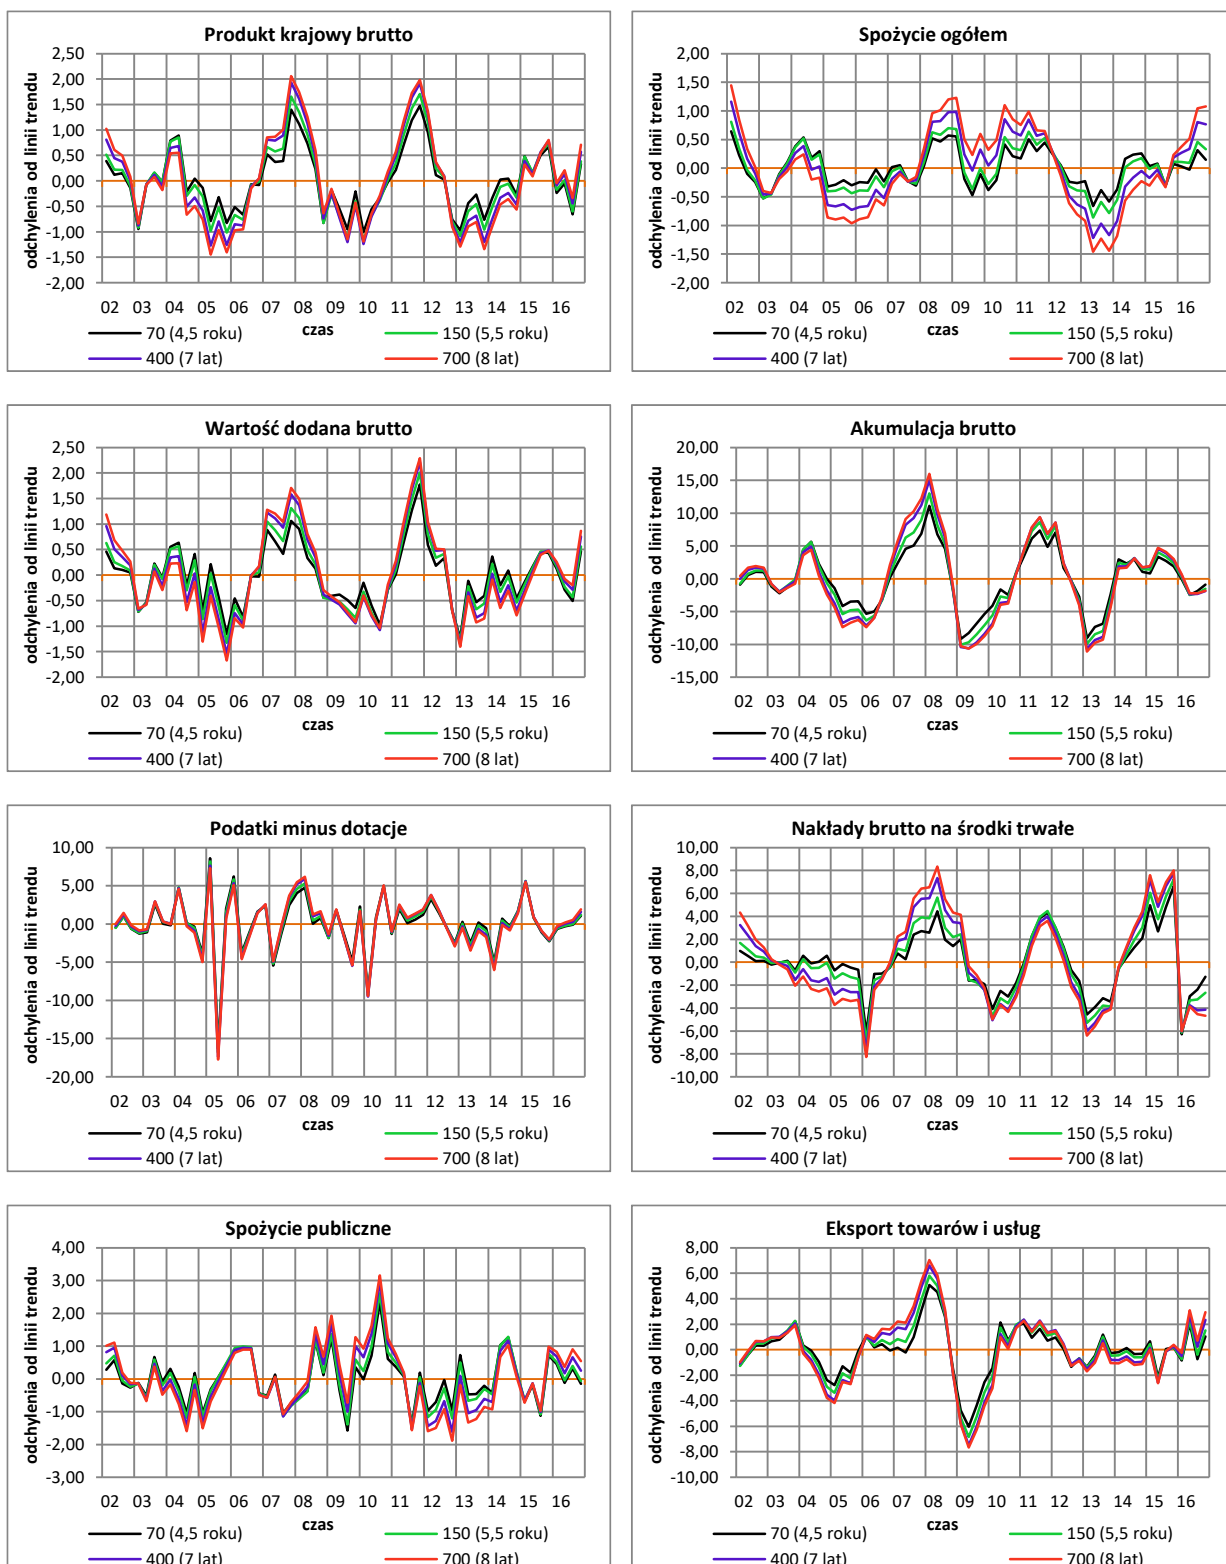 Produkt krajowy brutto
odchylenia od linii trendu
2,50
2,00
1,50
1,00
0,50
0,00
-0,50
-1,00
-1,50
-2,00
02 03 04 05 06 07 08 09 10 11 12 13 14 15 16
czas
70 (4,5 roku) 150 (5,5 roku)
400 (7 lat) 700 (8 lat)
Spożycie ogółem
odchylenia od linii trendu
2,00
1,50
1,00
0,50
0,00
-0,50
-1,00
-1,50
-2,00
02 03 04 05 06 07 08 09 10 11 12 13 14 15 16
czas
70 (4,5 roku) 150 (5,5 roku)
400 (7 lat) 700 (8 lat)
Wartość dodana brutto
odchylenia od linii trendu
2,50
2,00
1,50
1,00
0,50
0,00
-0,50
-1,00
-1,50
-2,00
02 03 04 05 06 07 08 09 10 11 12 13 14 15 16
czas
70 (4,5 roku) 150 (5,5 roku)
400 (7 lat) 700 (8 lat)
Akumulacja brutto
odchylenia od linii trendu
20,00
15,00
10,00
5,00
0,00
-5,00
-10,00
-15,00
02 03 04 05 06 07 08 09 10 11 12 13 14 15 16
czas
70 (4,5 roku) 150 (5,5 roku)
400 (7 lat) 700 (8 lat)
Podatki minus dotacje
odchylenia od linii trendu
10,00
5,00
0,00
-5,00
-10,00
-15,00
-20,00
02 03 04 05 06 07 08 09 10 11 12 13 14 15 16
czas
70 (4,5 roku) 150 (5,5 roku)
400 (7 lat) 700 (8 lat)
Nakłady brutto na środki trwałe
odchylenia od linii trendu
10,00
8,00
6,00
4,00
2,00
0,00
-2,00
-4,00
-6,00
-8,00
-10,00
02 03 04 05 06 07 08 09 10 11 12 13 14 15 16
czas
70 (4,5 roku) 150 (5,5 roku)
400 (7 lat) 700 (8 lat)
Spożycie publiczne
odchylenia od linii trendu
4,00
3,00
2,00
1,00
0,00
-1,00
-2,00
-3,00
02 03 04 05 06 07 08 09 10 11 12 13 14 15 16
czas
70 (4,5 roku) 150 (5,5 roku)
400 (7 lat) 700 (8 lat)
Eksport towarów i usług
odchylenia od linii trendu
8,00
6,00
4,00
2,00
0,00
-2,00
-4,00
-6,00
-8,00
-10,00
02 03 04 05 06 07 08 09 10 11 12 13 14 15 16
czas
70 (4,5 roku) 150 (5,5 roku)
400 (7 lat) 700 (8 lat)